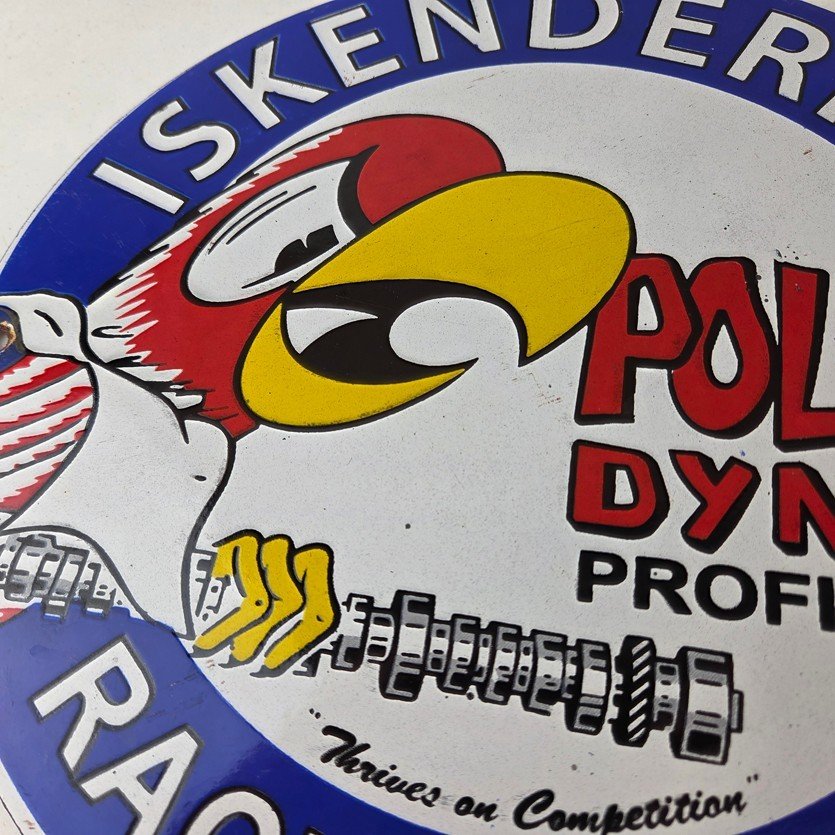 ISKENDER
POL
DYN
PROF
"Thrives on Competition"
RAC